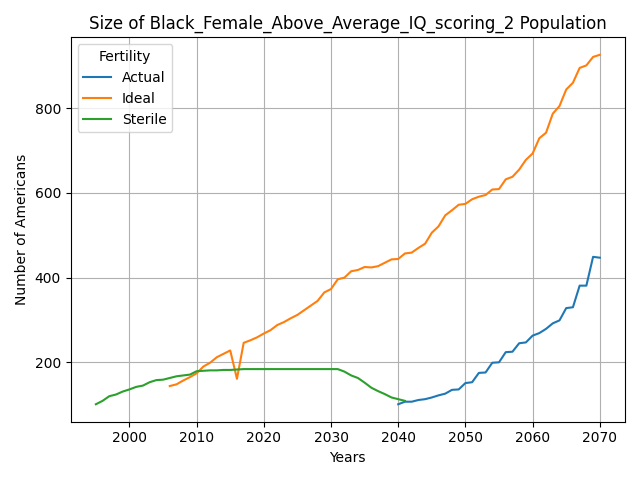 Size of Black_Female_Above_Average_IQ_scoring_2 Population
Fertility
Actual
Ideal
Sterile
Number of Americans
800
600
400
200
2000 2010 2020 2030 2040 2050 2060 2070
Years